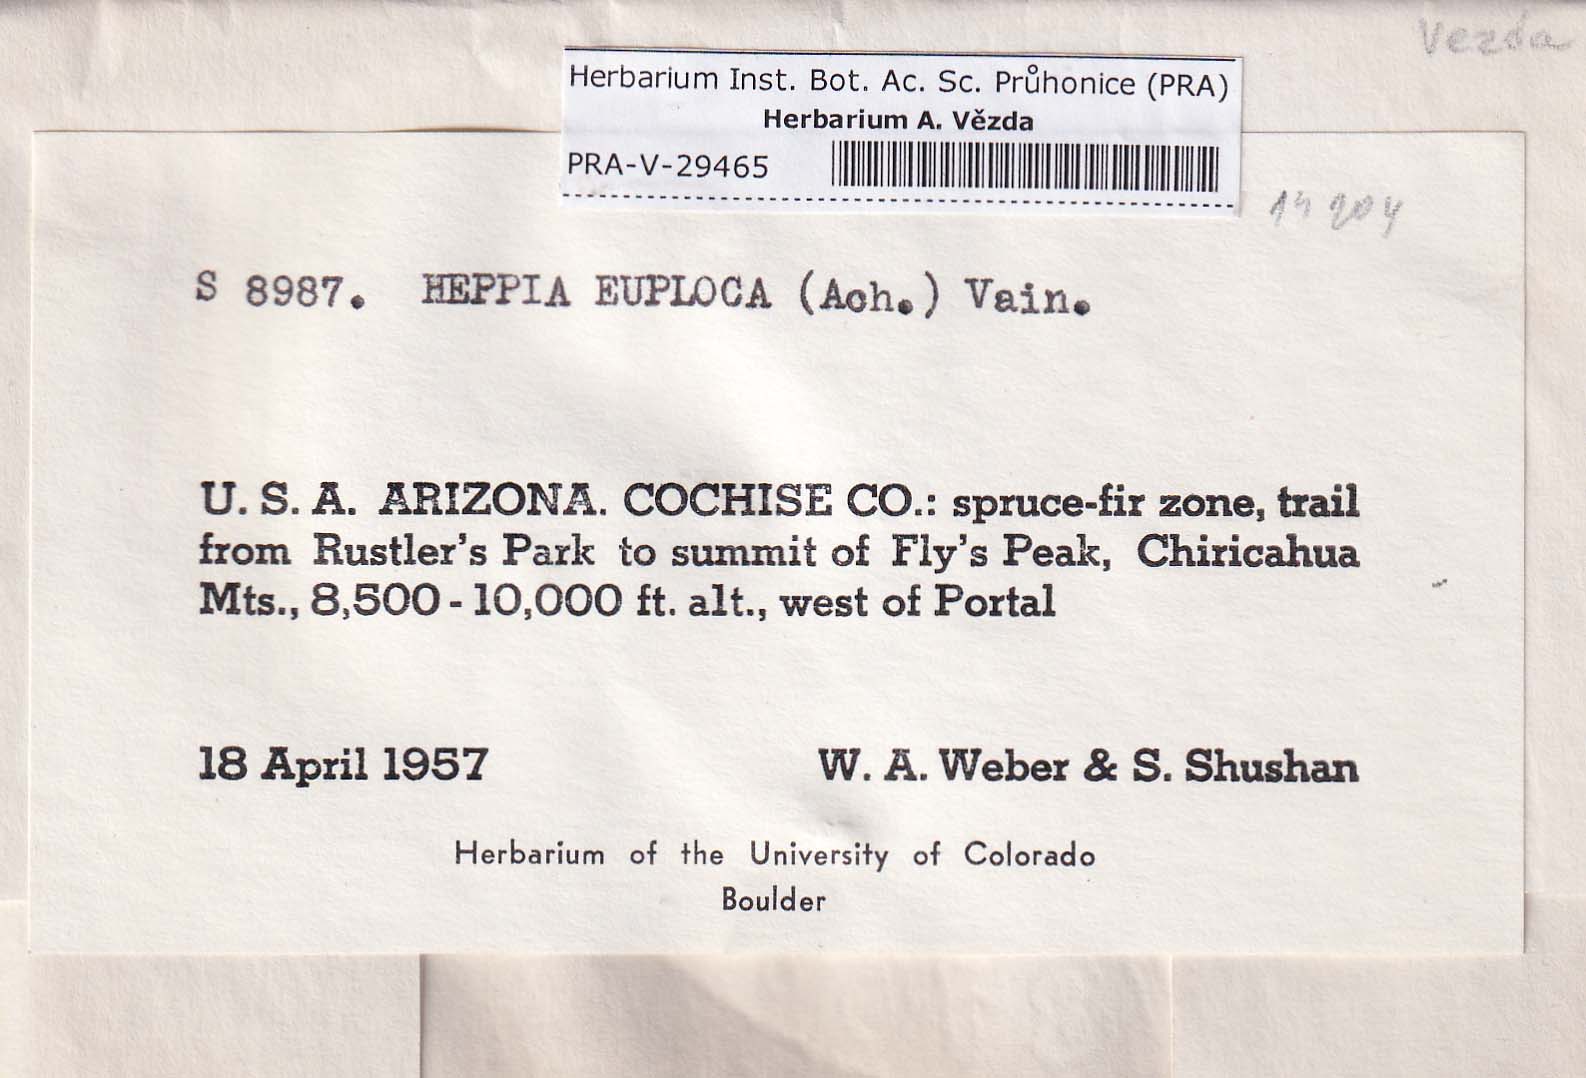 Vezda
Herbarium Inst. Bot. Ac. Sc. Průhonice (PRA)
Herbarium A. Vězda
PRA-V-29465
S 8987. HEPPIA EUPLOCA (Ach.) Vain.
U. S. A. ARIZONA. COCHISE CO.: spruce-fir zone, trail
from Rustler's Park to summit of Fly's Peak, Chiricahua
Mts., 8,500 - 10,000 ft. alt., west of Portal
18 April 1957 W. A. Weber & S. Shushan
Herbarium of the University of Colorado
Boulder